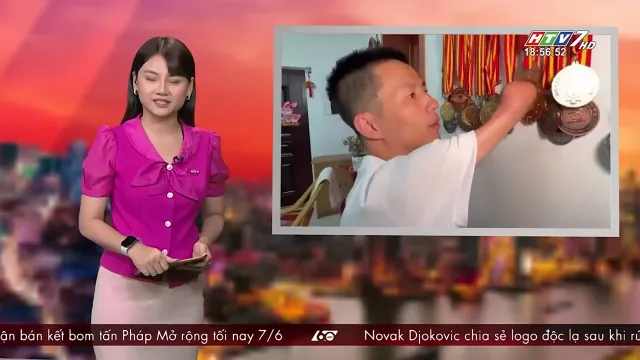 HTV7 HD
18:56:52
ận bán kết bom tấn Pháp Mở rộng tối nay 7/6
60
Novak Djokovic chia sẻ logo độc lạ sau khi